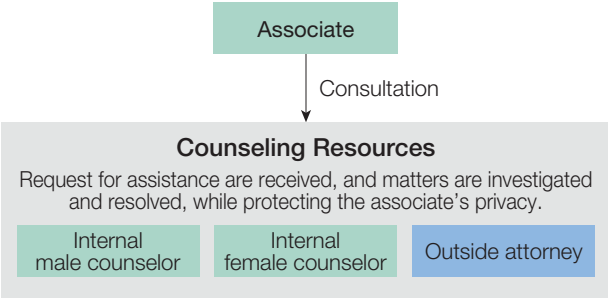 Associate
Consultation
Counseling Resources
Request for assistance are received, and matters are investigated
and resolved, while protecting the associate's privacy.
Internal
male counselor
Internal
female counselor
Outside attorney